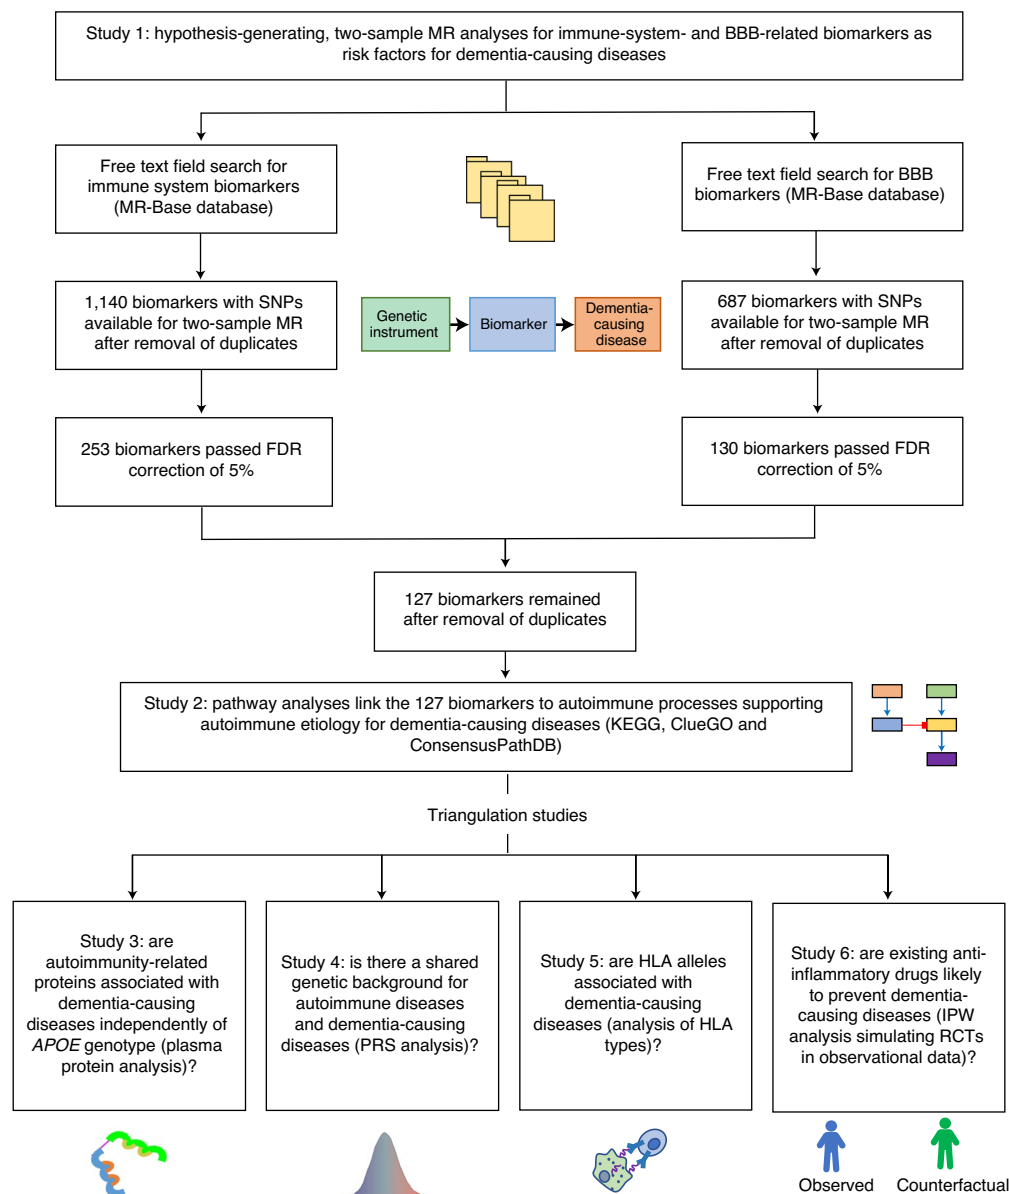 Study 1: hypothesis-generating, two-sample MR analyses for immune-system- and BBB-related biomarkers as
risk factors for dementia-causing diseases
Free text field search for
immune system biomarkers
(MR-Base database)
Free text field search for BBB
biomarkers (MR-Base database)
1,140 biomarkers with SNPs
available for two-sample MR
after removal of duplicates
Genetic
instrument
Biomarker
Dementia-
causing
disease
687 biomarkers with SNPs
available for two-sample MR
after removal of duplicates
253 biomarkers passed FDR
correction of 5%
130 biomarkers passed FDR
correction of 5%
127 biomarkers remained
after removal of duplicates
Study 2: pathway analyses link the 127 biomarkers to autoimmune processes supporting
autoimmune etiology for dementia-causing diseases (KEGG, ClueGO and
ConsensusPathDB)
Triangulation studies
Study 3: are
autoimmunity-related
proteins associated with
dementia-causing
diseases independently of
APOE genotype (plasma
protein analysis)?
Study 4: is there a shared
genetic background for
autoimmune diseases
and dementia-causing
diseases (PRS analysis)?
Study 5: are HLA alleles
associated with
dementia-causing
diseases (analysis of HLA
types)?
Study 6: are existing anti-
inflammatory drugs likely
to prevent dementia-
causing diseases (IPW
analysis simulating RCTs
in observational data)?
Observed
Counterfactual